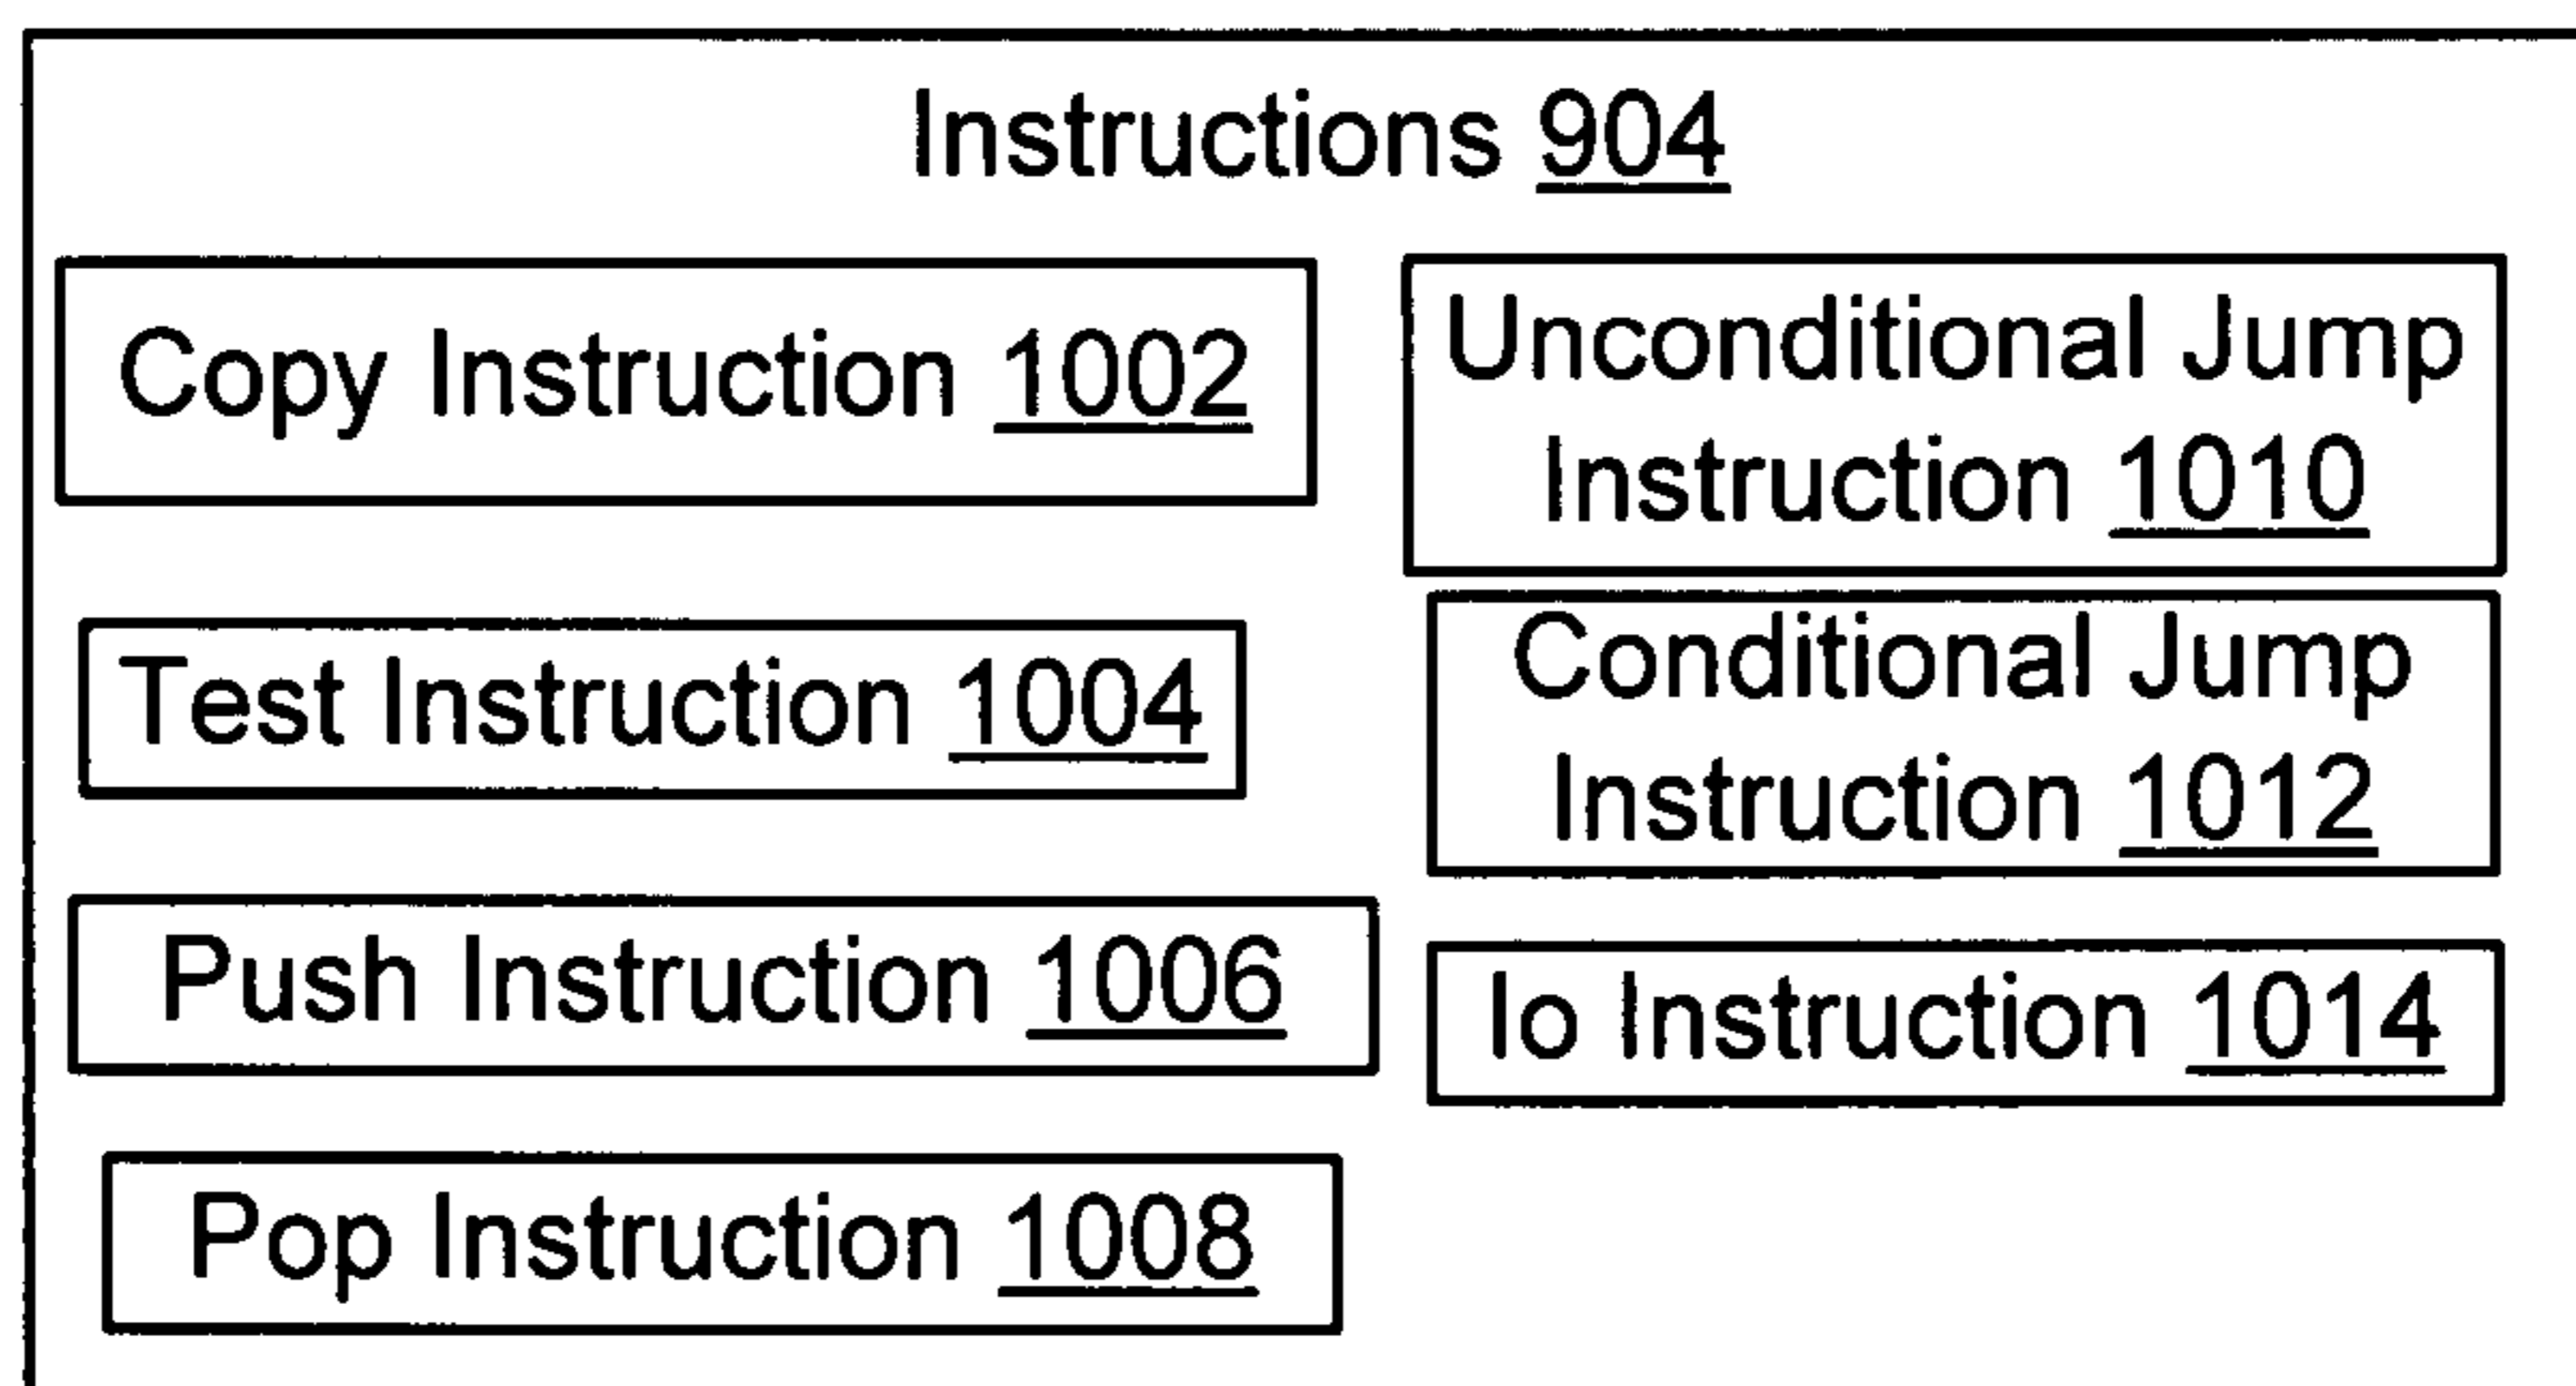 Instructions 904
Copy Instruction 1002
Test Instruction 1004
Push Instruction 1006
Pop Instruction 1008
Unconditional Jump
Instruction 1010
Conditional Jump
Instruction 1012
Io Instruction 1014